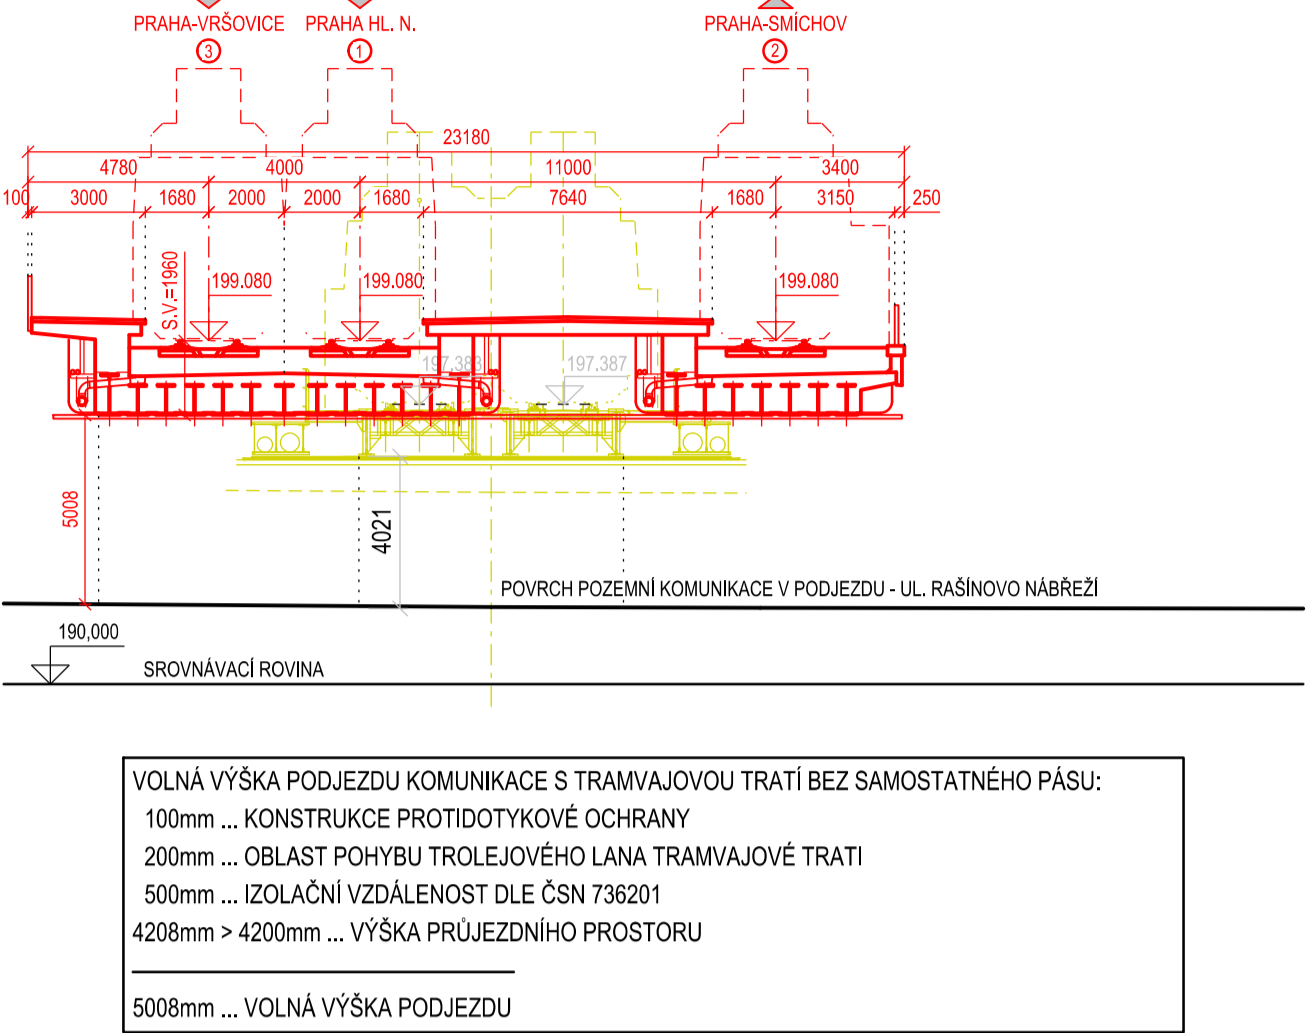 PRAHA-VRŠOVICE PRAHA HL. N. PRAHA-SMÍCHOV
3 1 2
23180
4780 4000 11000 3400
100 3000 1680 2000 2000 1680 7640 1680 3150 250
S.V.=1960
199.080 199.080 199.080
197.383 197.387
5008
4021
POVRCH POZEMNÍ KOMUNIKACE V PODJEZDU - UL. RAŠÍNOVO NÁBŘEŽÍ
190,000
SROVNÁVACÍ ROVINA
VOLNÁ VÝŠKA PODJEZDU KOMUNIKACE S TRAMVAJOVOU TRATÍ BEZ SAMOSTATNÉHO PÁSU:
100mm ... KONSTRUKCE PROTIDOTYKOVÉ OCHRANY
200mm ... OBLAST POHYBU TROLEJOVÉHO LANA TRAMVAJOVÉ TRATI
500mm ... IZOLAČNÍ VZDÁLENOST DLE ČSN 736201
4208mm > 4200mm ... VÝŠKA PRŮJEZDNÍHO PROSTORU
5008mm ... VOLNÁ VÝŠKA PODJEZDU